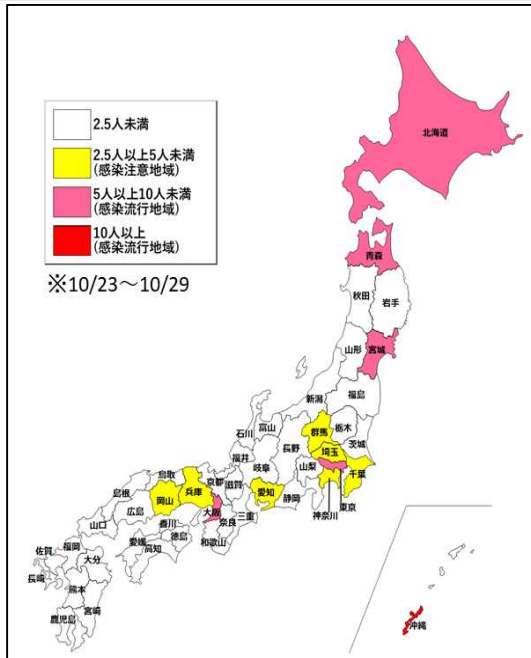 2.5人未満
2.5人以上5人未満
(感染注意地域)
5人以上10人未満
(感染流行地域)
10人以上
(感染流行地域)
※10/23～10/29
北海道
青森
秋田
岩手
山形
宮城
新潟
福島
石川
富山
群馬
栃木
福井
長野
埼玉
茨城
鳥取
京都
滋賀
岐阜
山梨
千葉
島根
岡山
兵庫
愛知
静岡
東京
広島
大阪
三重
神奈川
山口
香川
奈良
佐賀
福岡
愛媛
徳島
和歌山
長崎
大分
高知
熊本
宮崎
鹿児島
沖縄